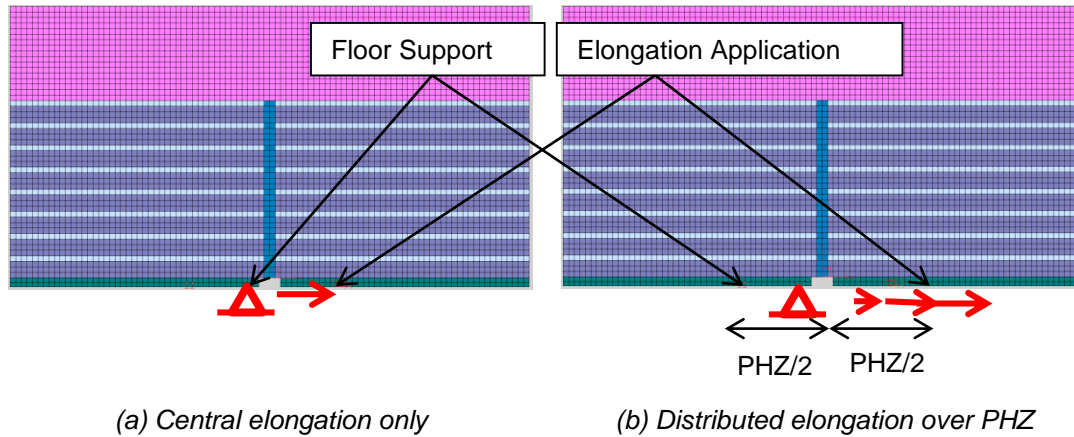 Floor Support
Elongation Application
PHZ/2
PHZ/2
(a) Central elongation only
(b) Distributed elongation over PHZ